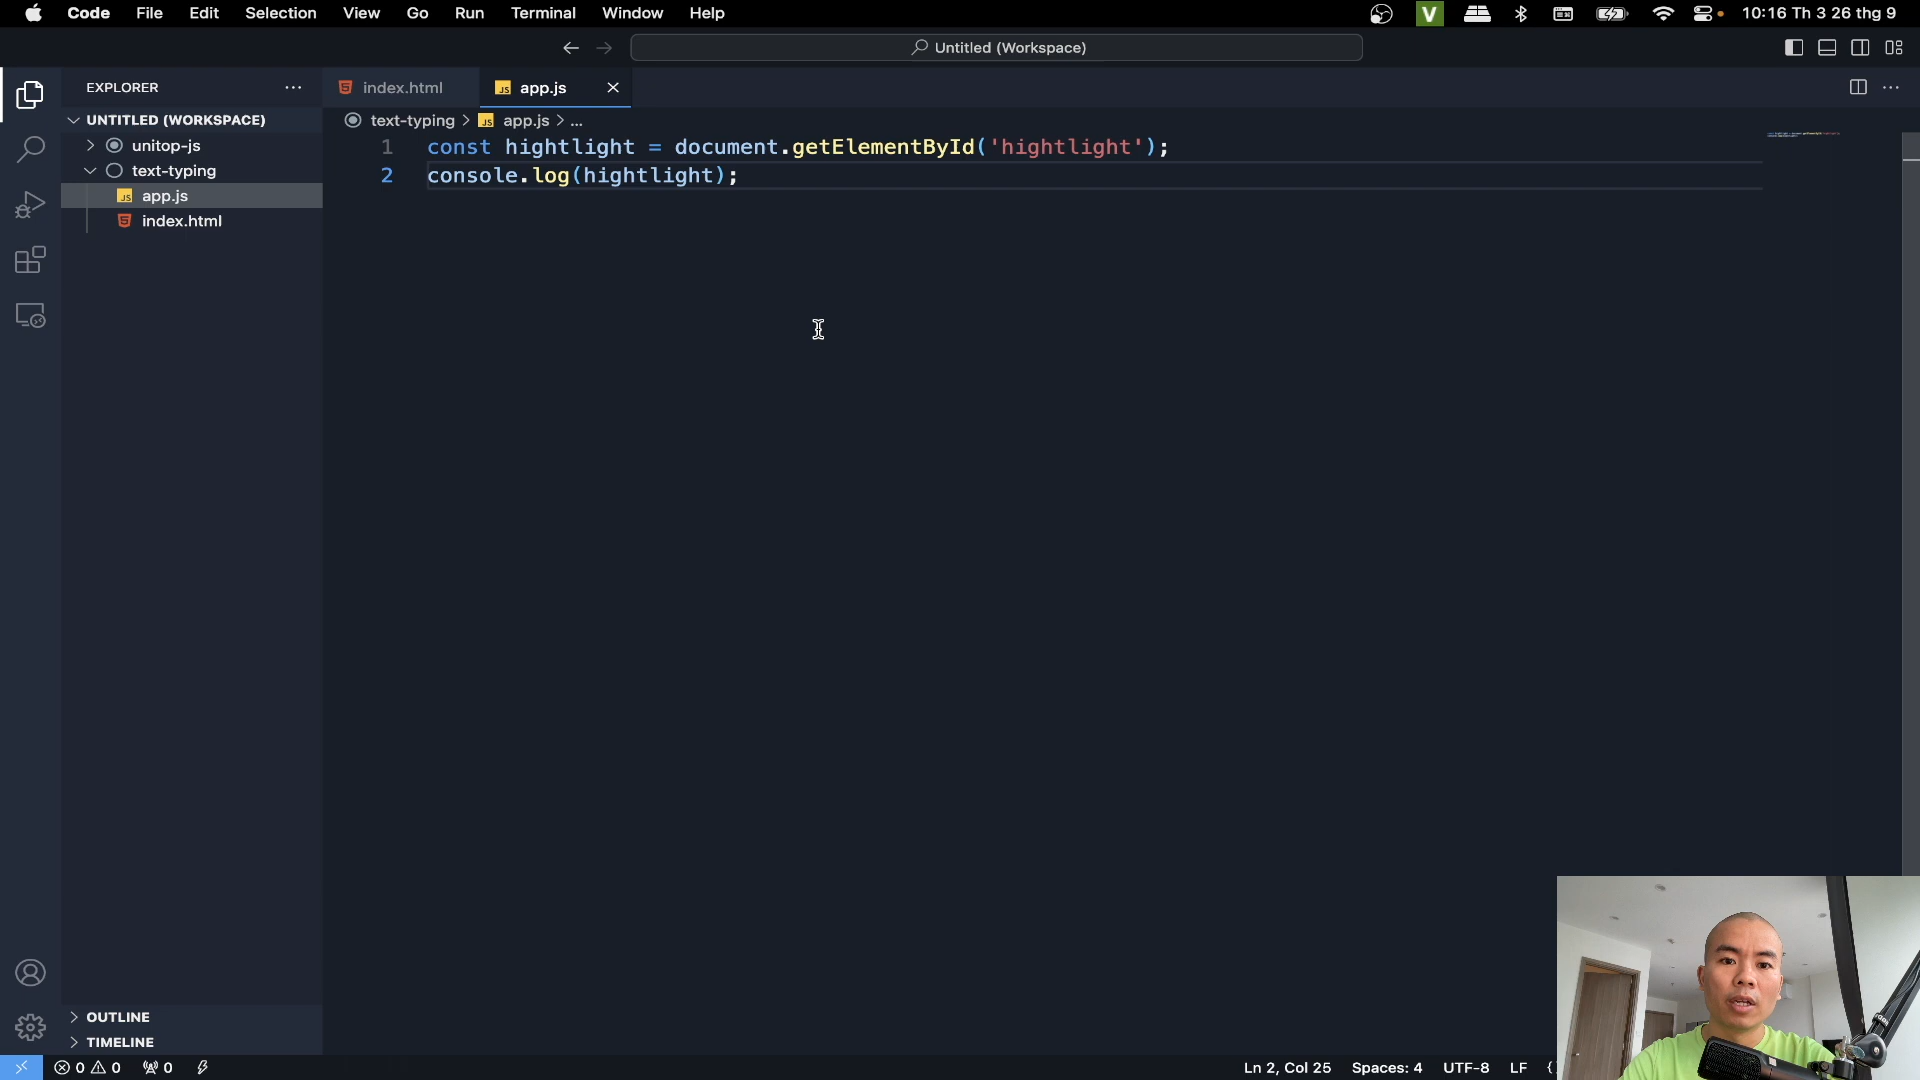 Code File Edit Selection View Go Run Terminal Window Help V 10:16 Th 3 26 thg 9
Untitled (Workspace)
EXPLORER
index.html
JS app.js
UNTITLED (WORKSPACE)
text-typing > JS app.js > ...
unitop-js
text-typing
JS app.js
index.html
1 const hightlight = document.getElementById('hightlight');
2 console.log(hightlight);
OUTLINE
TIMELINE
0 0 0 Ln 2, Col 25 Spaces: 4 UTF-8 LF {